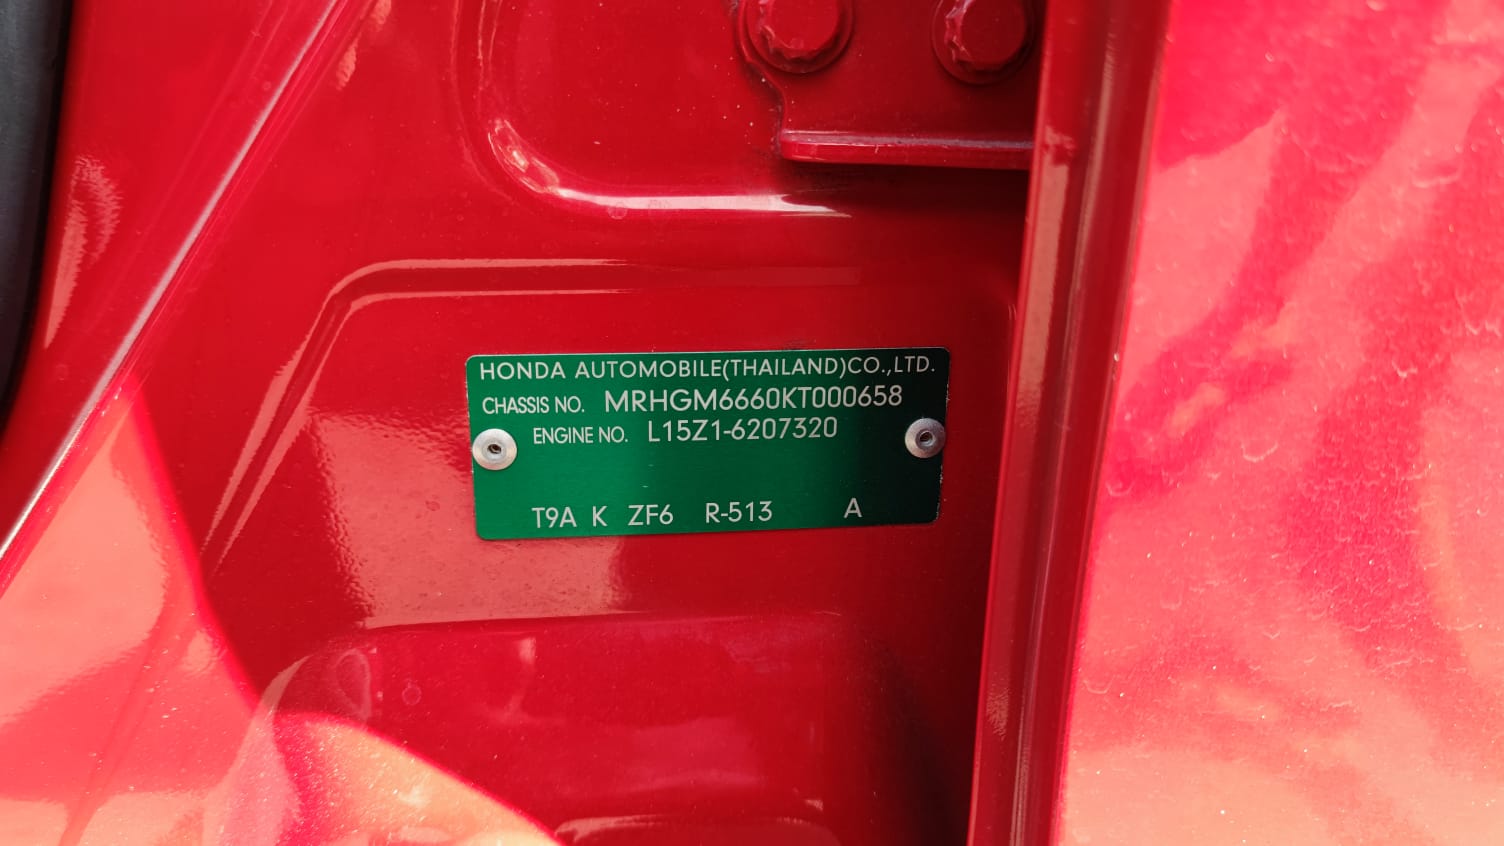 HONDA AUTOMOBILE(THAILAND)CO.,LTD.
CHASSIS NO. MRHGM6660KT000658
ENGINE NO. L15Z1-6207320
T9A K ZF6 R-513 A